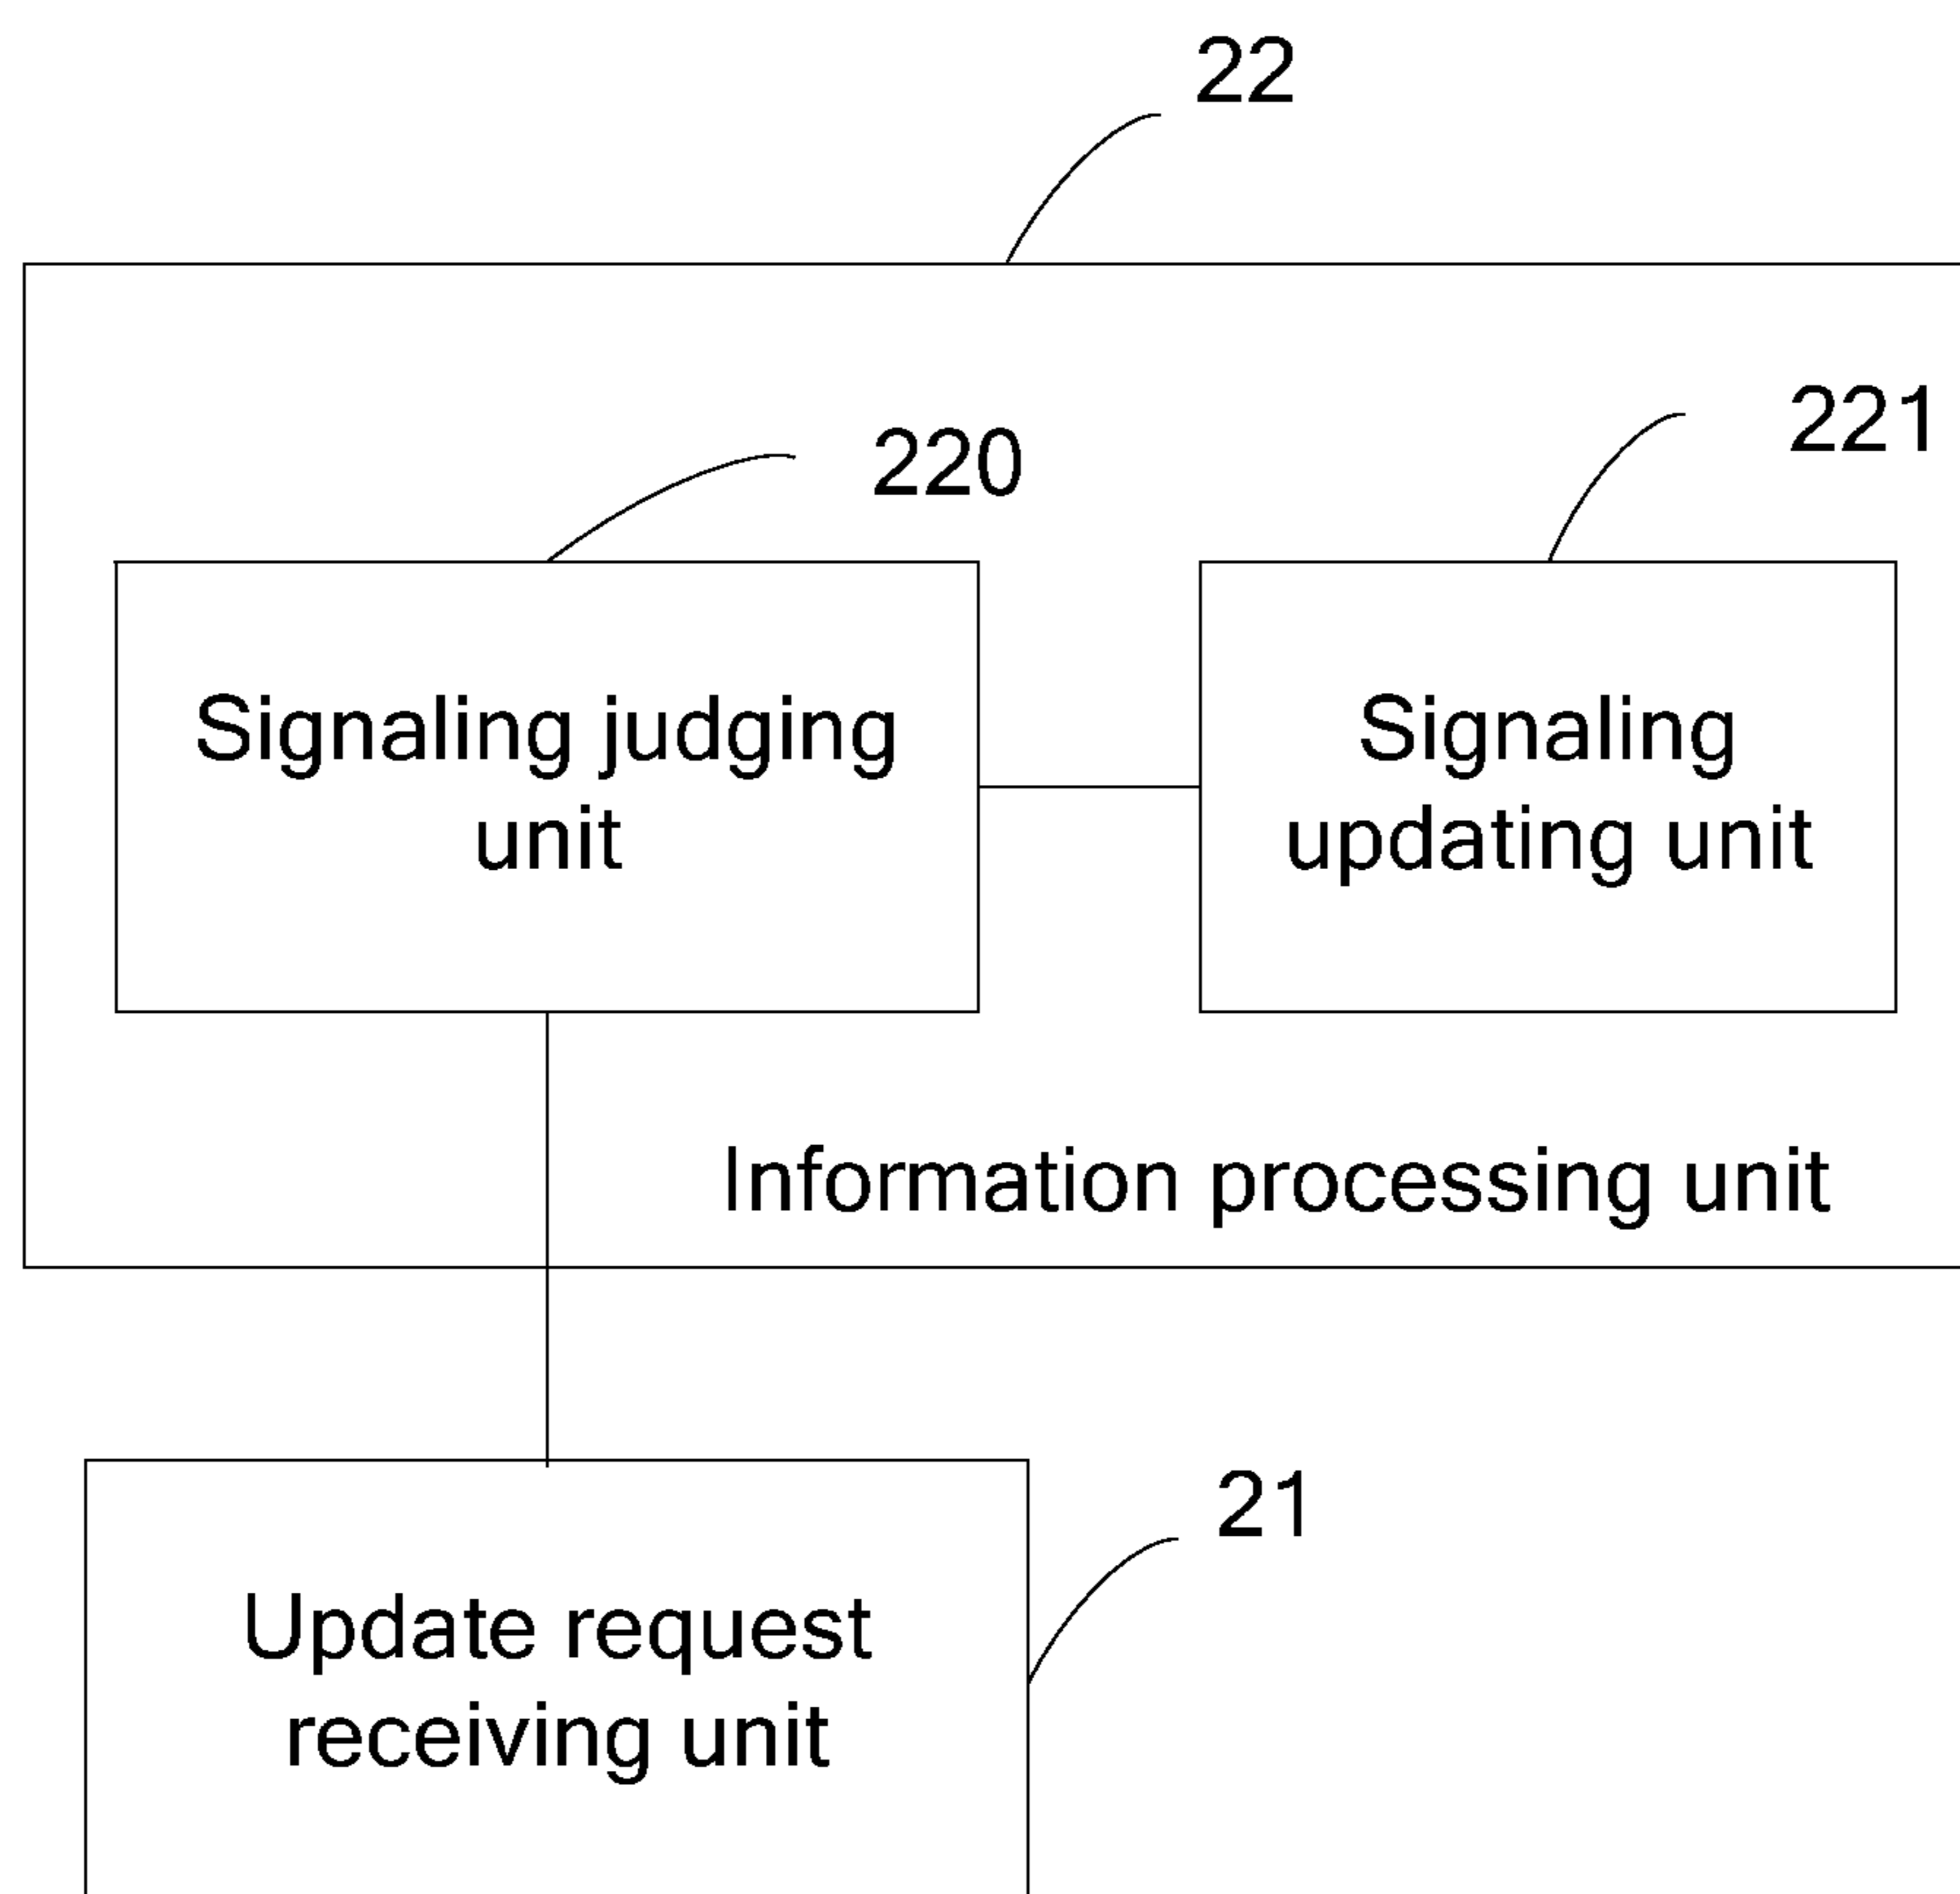 22
221
220
Signaling judging
unit
Signaling
updating unit
Information processing unit
21
Update request
receiving unit